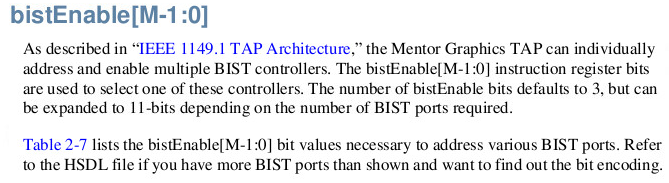 bistEnable[M-1:0]
As described in “IEEE 1149.1 TAP Architecture,” the Mentor Graphics TAP can individually
address and enable multiple BIST controllers. The bistEnable[M-1:0] instruction register bits
are used to select one of these controllers. The number of bistEnable bits defaults to 3, but can
be expanded to 11-bits depending on the number of BIST ports required.
Table 2-7 lists the bistEnable[M-1:0] bit values necessary to address various BIST ports. Refer
to the HSDL file if you have more BIST ports than shown and want to find out the bit encoding.